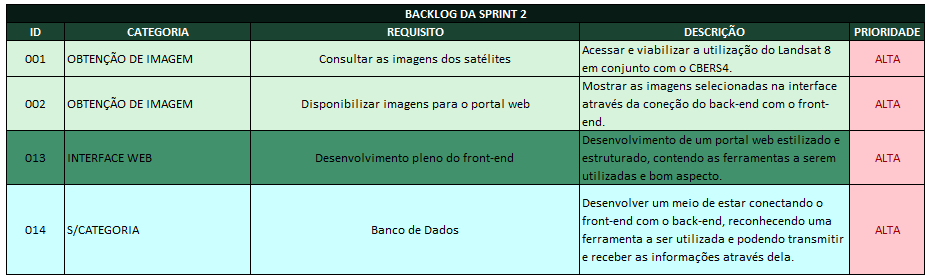 BACKLOG DA SPRINT 2
ID CATEGORIA REQUISITO DESCRIÇÃO PRIORIDADE
001 OBTENÇÃO DE IMAGEM Consultar as imagens dos satélites Acessar e viabilizar a utilização do Landsat 8
em conjunto com o CBERS4. ALTA
002 OBTENÇÃO DE IMAGEM Disponibilizar imagens para o portal web Mostrar as imagens selecionadas na interface
através da coneção do back-end com o front-
end. ALTA
013 INTERFACE WEB Desenvolvimento pleno do front-end Desenvolvimento de um portal web estilizado e
estruturado, contendo as ferramentas a serem
utilizadas e bom aspecto. ALTA
014 S/CATEGORIA Banco de Dados Desenvolver um meio de estar conectando o
front-end com o back-end, reconhecendo uma
ferramenta a ser utilizada e podendo transmitir
e receber as informações através dela. ALTA